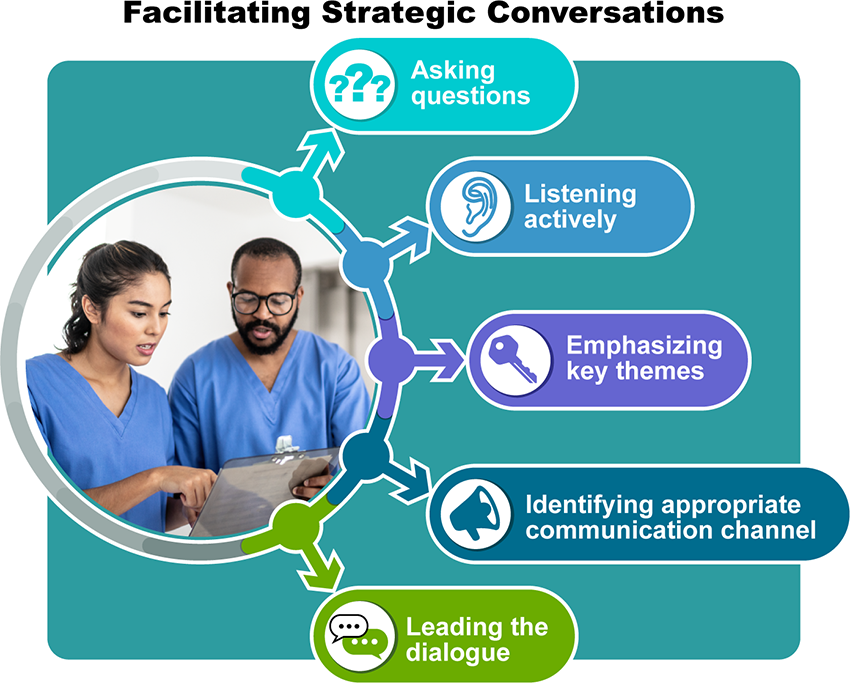 Facilitating Strategic Conversations
Asking
questions
Listening
actively
Emphasizing
key themes
Identifying appropriate
communication channel
Leading the
dialogue